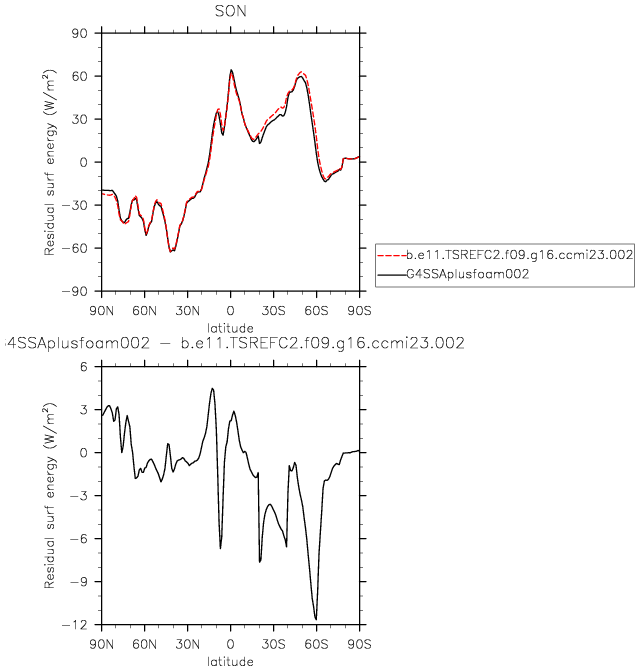 SON
90
60
30
0
−30
−60
−90
Residual surf energy (W/m²)
90N 60N 30N 0 30S 60S 90S
latitude
b.e11.TSREFC2.f09.g16.ccmi23.002
G4SSAplusfoam002
4SSAplusfoam002 − b.e11.TSREFC2.f09.g16.ccmi23.002
6
3
0
−3
−6
−9
−12
Residual surf energy (W/m²)
90N 60N 30N 0 30S 60S 90S
latitude